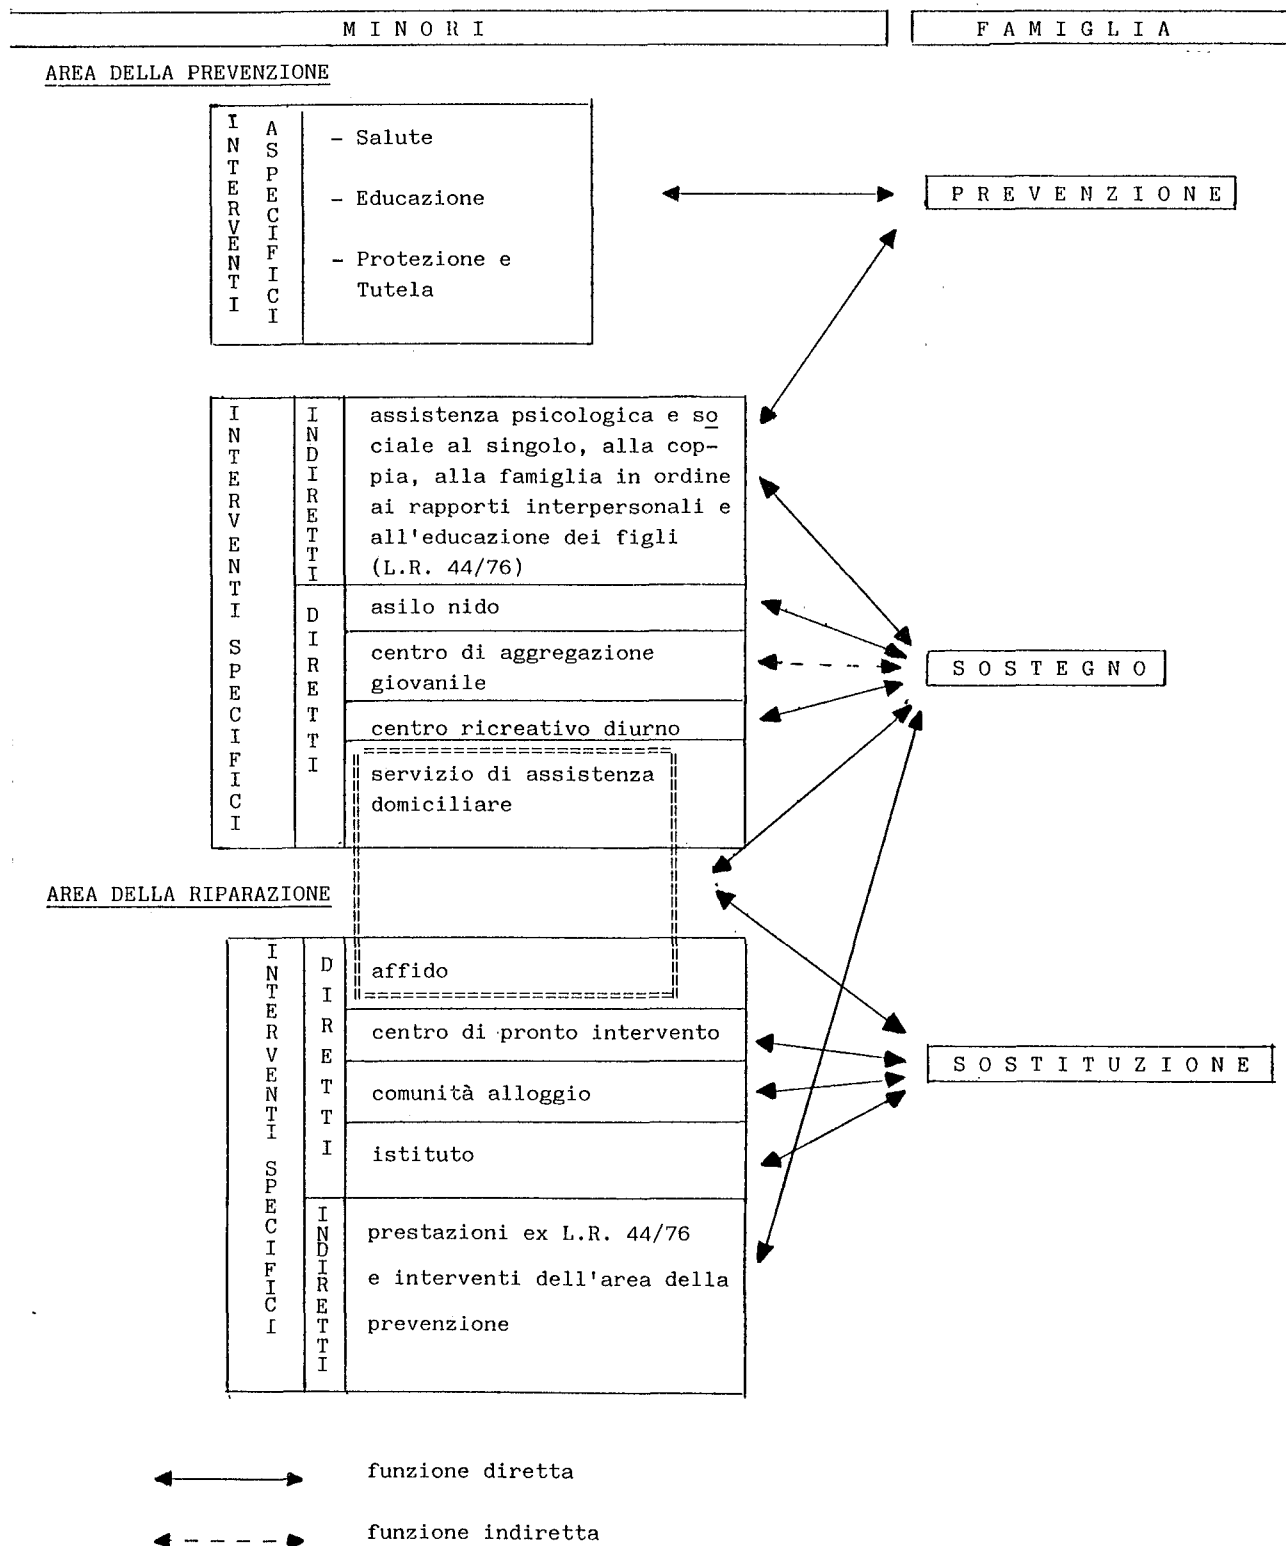 M I N O R I
F A M I G L I A
AREA DELLA PREVENZIONE
INTERVENTI
ASPECIFICI
- Salute
- Educazione
- Protezione e
Tutela
P R E V E N Z I O N E
INTERVENTI SPECIFICI
INDIRETTI
assistenza psicologica e so
ciale al singolo, alla cop-
pia, alla famiglia in ordine
ai rapporti interpersonali e
all'educazione dei figli
(L.R. 44/76)
DIRETTI
asilo nido
centro di aggregazione
giovanile
centro ricreativo diurno
servizio di assistenza
domiciliare
S O S T E G N O
AREA DELLA RIPARAZIONE
INTERVENTI SPECIFICI
DIRETTI
affido
centro di pronto intervento
comunità alloggio
istituto
S O S T I T U Z I O N E
INDIRETTI
prestazioni ex L.R. 44/76
e interventi dell'area della
prevenzione
funzione diretta
funzione indiretta